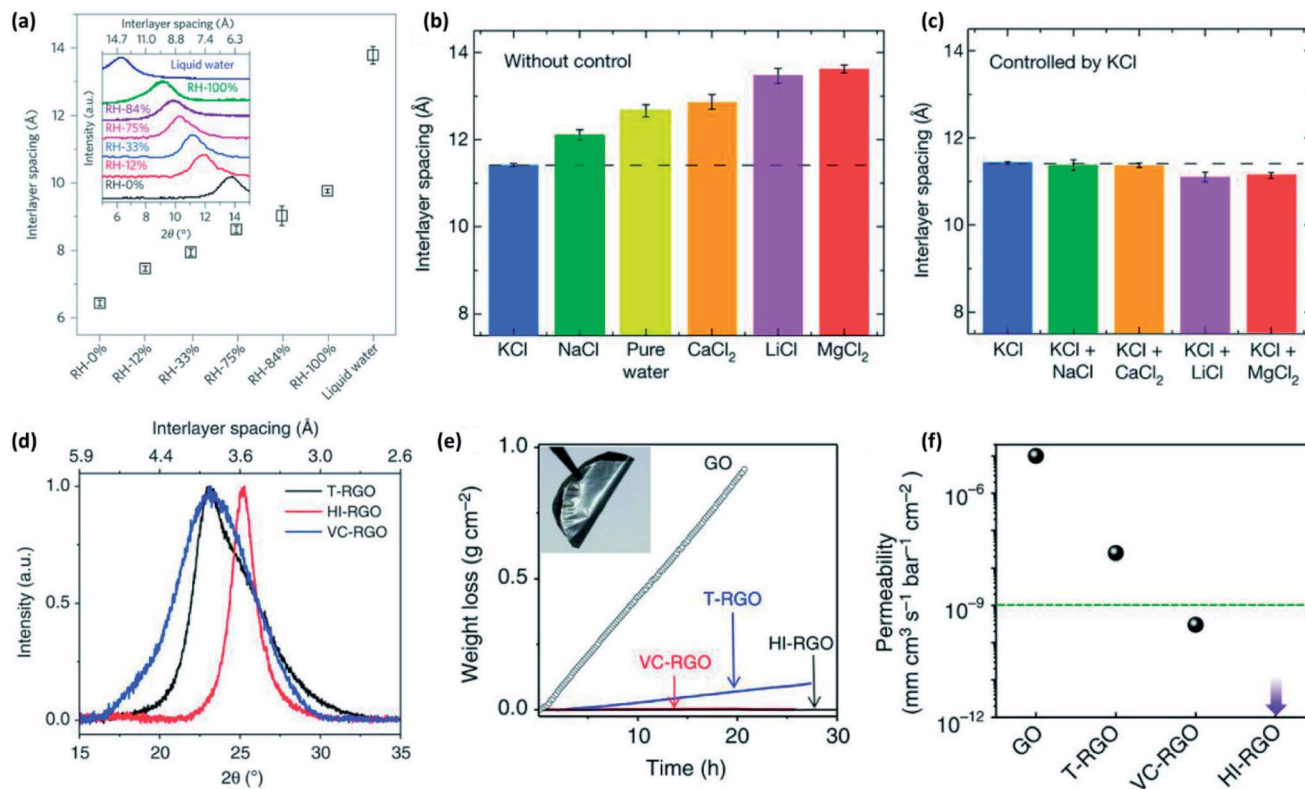 (a)
Interlayer spacing (Å)
14.7 11.0 8.8 7.4 6.3
14
12
10
8
6
Interlayer spacing (Å)
Intensity (a.u.)
Liquid water
RH-100%
RH-84%
RH-75%
RH-33%
RH-12%
RH-0%
6 8 10 12 14
2θ (°)
RH-0% RH-12% RH-33% RH-75% RH-84% RH-100% Liquid water
(b)
Without control
14
12
10
8
Interlayer spacing (Å)
KCl NaCl Pure CaCl₂ LiCl MgCl₂
water
(c)
Controlled by KCl
14
12
10
8
Interlayer spacing (Å)
KCl KCl + KCl + KCl + KCl +
NaCl CaCl₂ LiCl MgCl₂
(d)
Interlayer spacing (Å)
5.9 4.4 3.6 3.0 2.6
1.0
0.5
0.0
Intensity (a.u.)
T-RGO
HI-RGO
VC-RGO
15 20 25 30 35
2θ (°)
(e)
1.0
0.5
0.0
Weight loss (g cm⁻²)
GO
T-RGO
HI-RGO
VC-RGO
10 20 30
Time (h)
(f)
10⁻⁶
10⁻⁹
10⁻¹²
Permeability
(mm cm³ s⁻¹ bar⁻¹ cm⁻²)
GO T-RGO VC-RGO HI-RGO